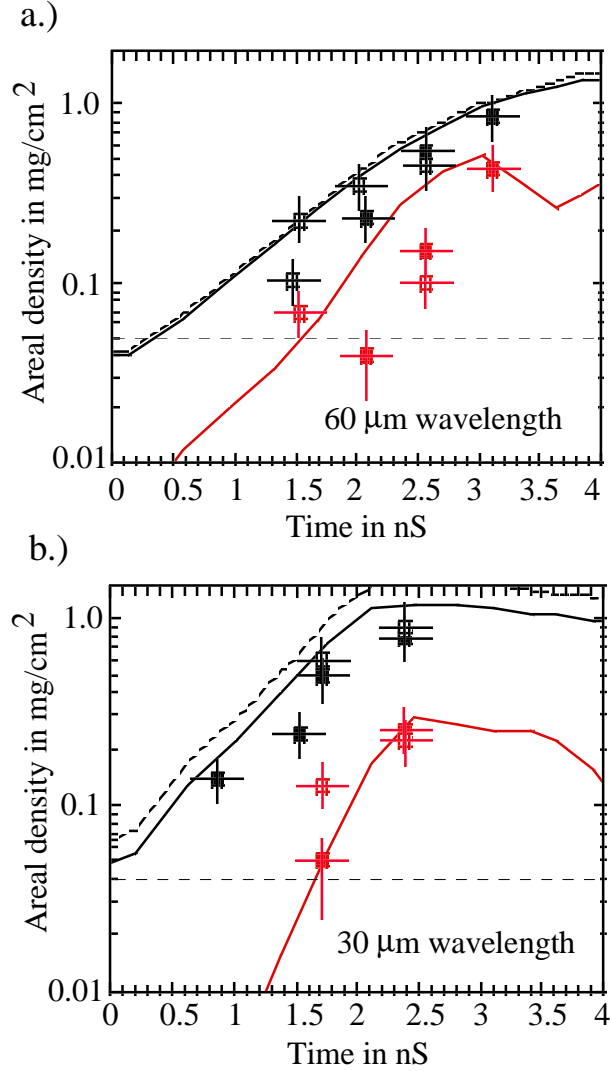 a.)
Areal density in mg/cm2
1.0
0.1
0.01
60 μm wavelength
0 0.5 1 1.5 2 2.5 3 3.5 4
Time in nS
b.)
Areal density in mg/cm2
1.0
0.1
0.01
30 μm wavelength
0 0.5 1 1.5 2 2.5 3 3.5 4
Time in nS